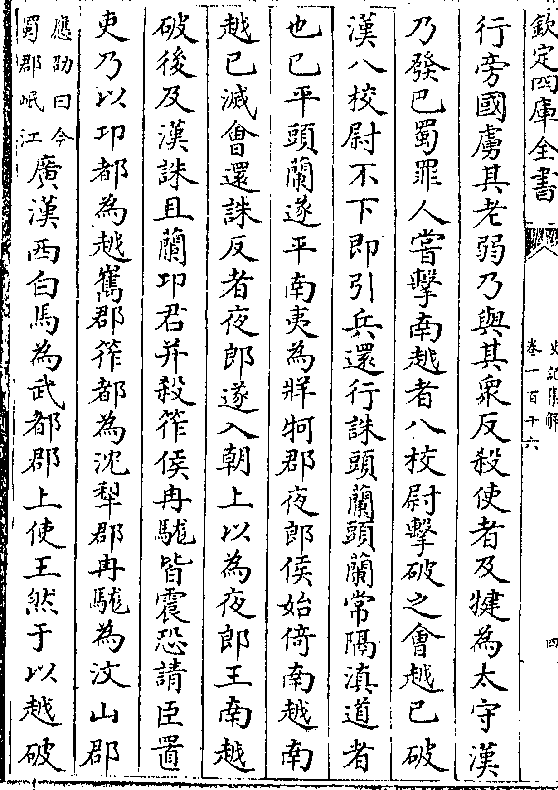 欽定四庫全書
史記集解
卷一百十六
四
行旁國虜其老弱乃與其衆反殺使者及犍為太守漢
乃發巴蜀罪人嘗擊南越者八校尉擊破之會越已破
漢八校尉不下即引兵還行誅頭蘭頭蘭常隔滇道者
也已平頭蘭遂平南夷為牂牁郡夜郎侯始倚南越南
越已滅會還誅反者夜郎遂入朝上以為夜郎王南越
破後及漢誅且蘭卭君并殺筰侯冉駹皆震恐請臣置
吏乃以卭都為越嶲郡筰都為沈犁郡冉駹為汶山郡
應劭曰今
蜀郡岷江
廣漢西白馬為武都郡上使王然于以越破